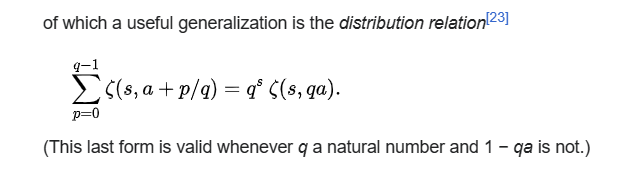 of which a useful generalization is the distribution relation[23]
q−1
∑ ζ(s, a + p/q) = qˢ ζ(s, qa).
p=0
(This last form is valid whenever q a natural number and 1 − qa is not.)